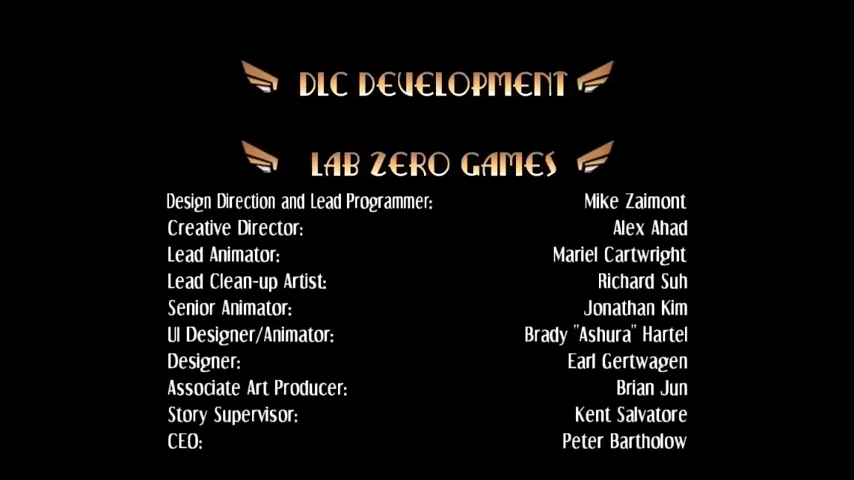 DLC DEVELOPMENT
LAB ZERO GAMES
Design Direction and Lead Programmer: Mike Zaimont
Creative Director: Alex Ahad
Lead Animator: Mariel Cartwright
Lead Clean-up Artist: Richard Suh
Senior Animator: Jonathan Kim
UI Designer/Animator: Brady "Ashura" Hartel
Designer: Earl Gertwagen
Associate Art Producer: Brian Jun
Story Supervisor: Kent Salvatore
CEO: Peter Bartholow